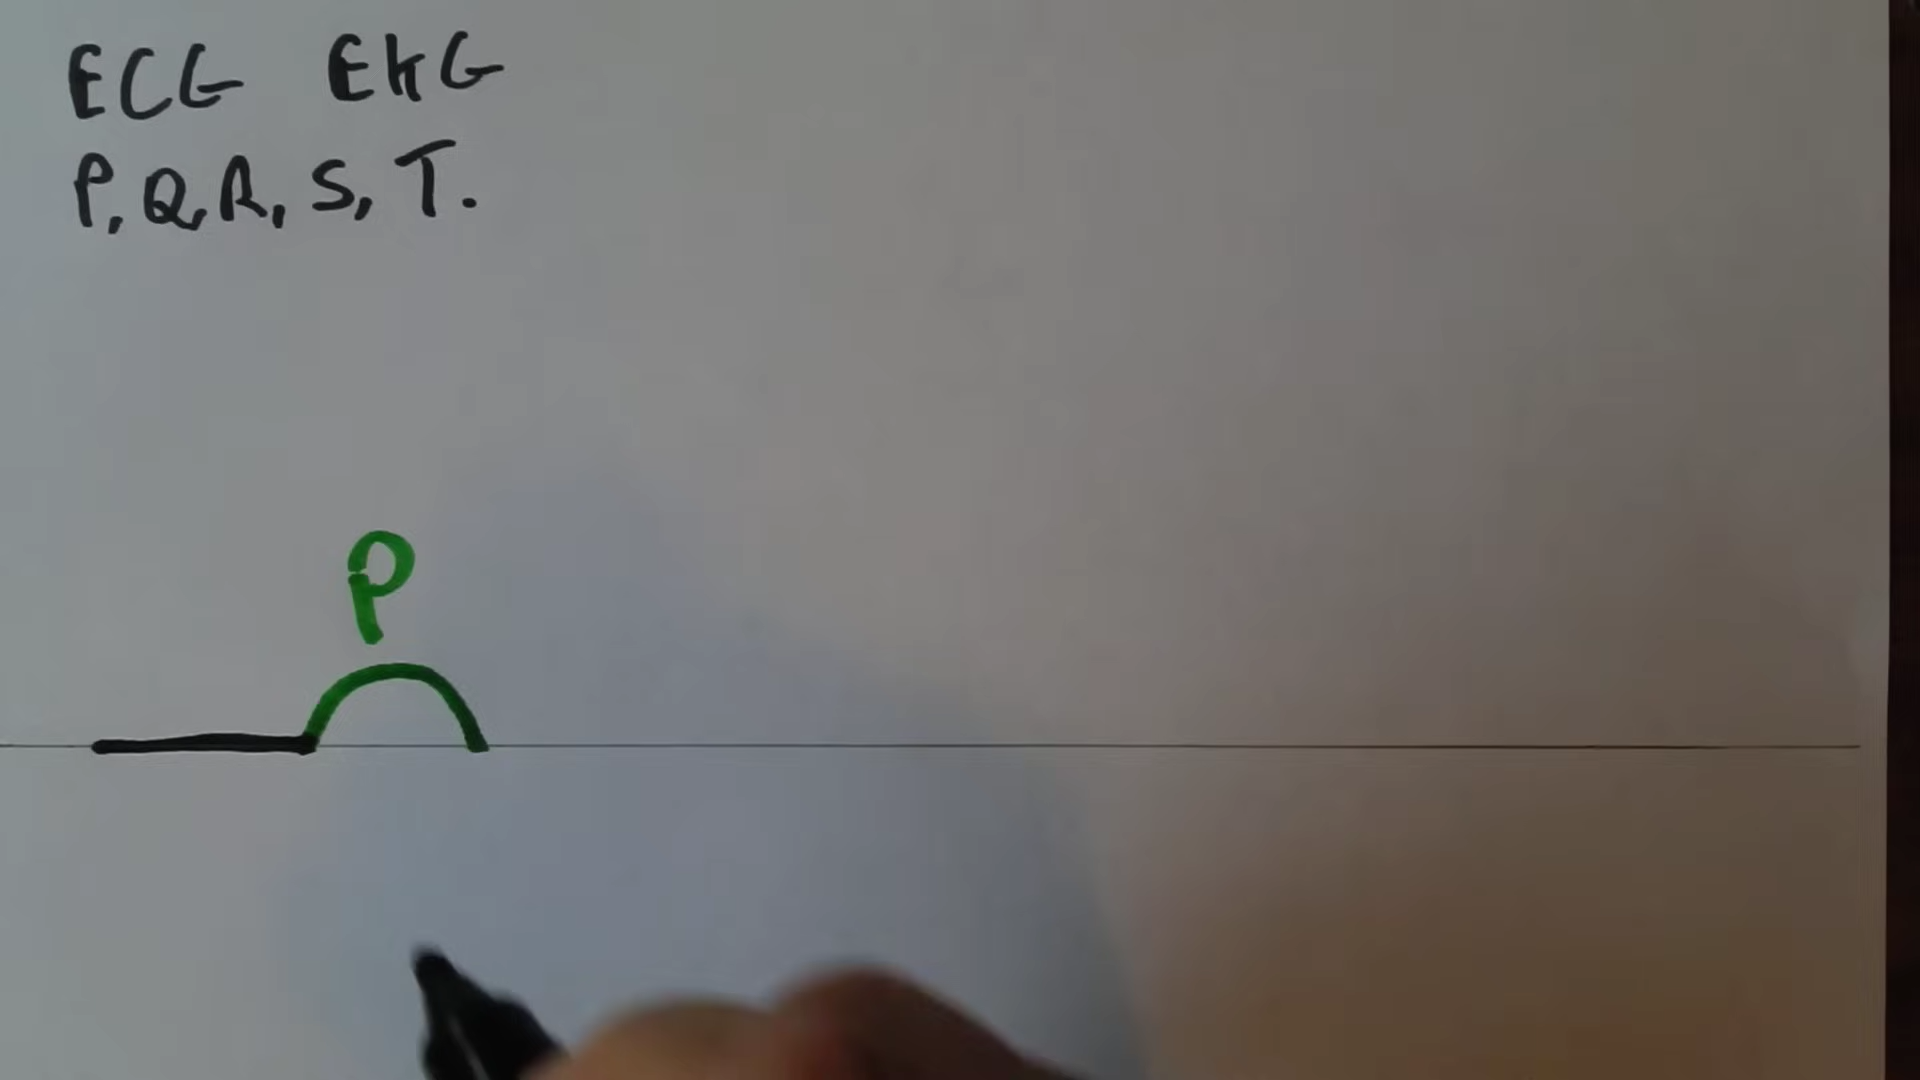 ECG EKG
P, Q, R, S, T.
P